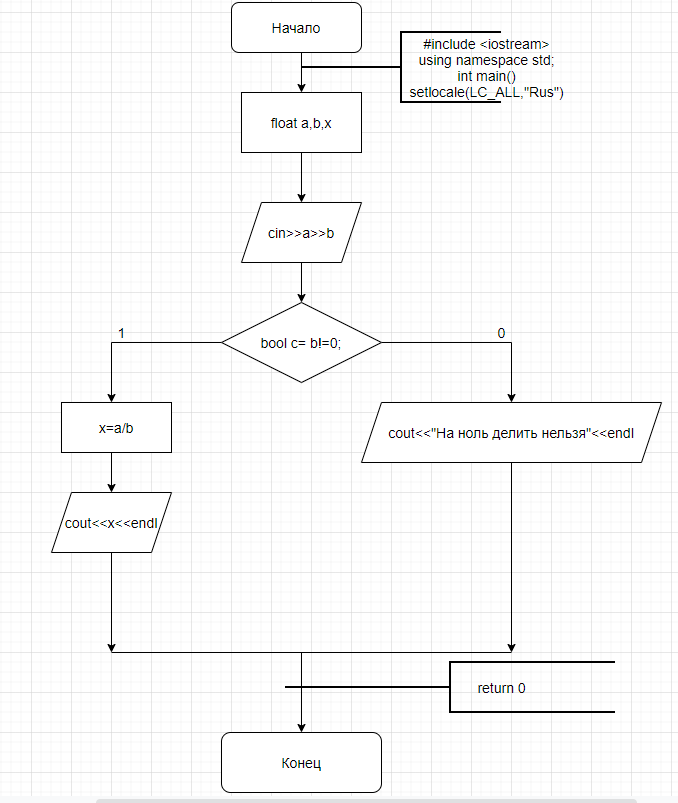 Начало
#include <iostream>
using namespace std;
int main()
setlocale(LC_ALL,"Rus")
float a,b,x
cin>>a>>b
bool c= b!=0;
1
0
x=a/b
cout<<"На ноль делить нельзя"<<endl
cout<<x<<endl
return 0
Конец